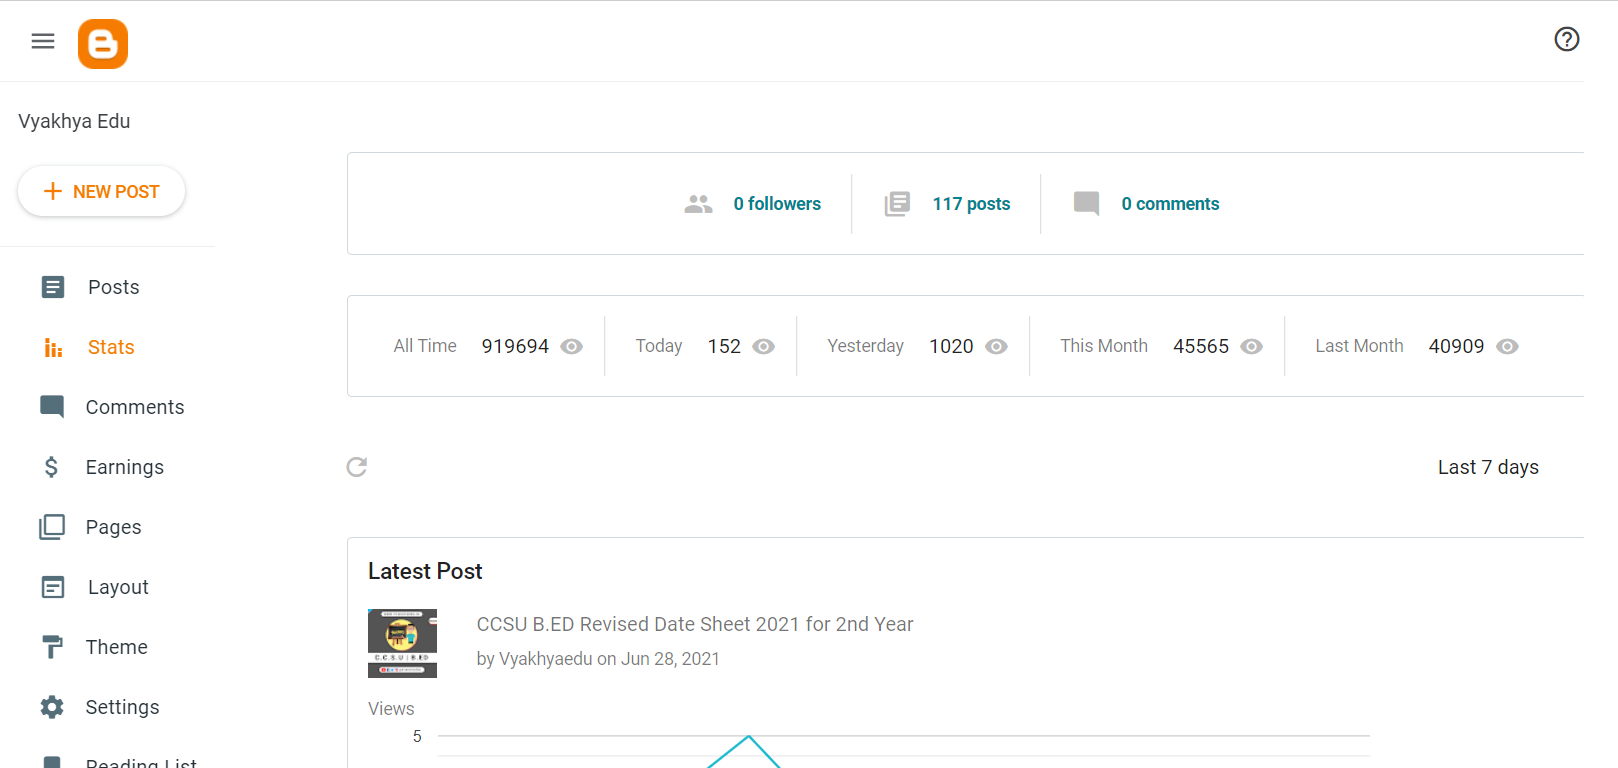 Vyakhya Edu
NEW POST
Posts
Stats
Comments
Earnings
Pages
Layout
Theme
Settings
Reading List
0 followers
117 posts
0 comments
All Time 919694
Today 152
Yesterday 1020
This Month 45565
Last Month 40909
Last 7 days
Latest Post
CCSU B.ED Revised Date Sheet 2021 for 2nd Year
by Vyakhyaedu on Jun 28, 2021
C.C.S.U | B.ED
Views
5